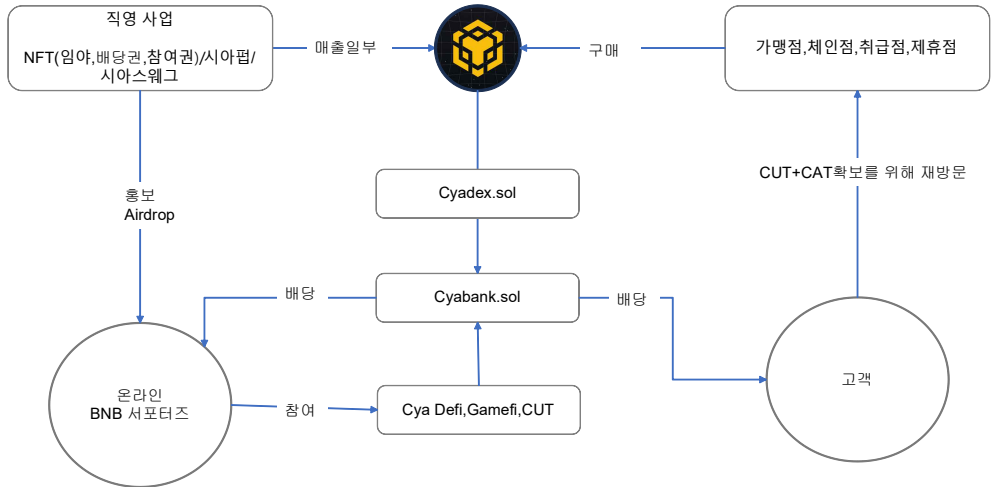 직영 사업
NFT(임야,배당권,참여권)/시아펍/
시아스웨그
매출일부
구매
가맹점,체인점,취급점,제휴점
CUT+CAT확보를 위해 재방문
Cyadex.sol
홍보
Airdrop
배당
Cyabank.sol
배당
온라인
BNB 서포터즈
참여
Cya Defi,Gamefi,CUT
고객